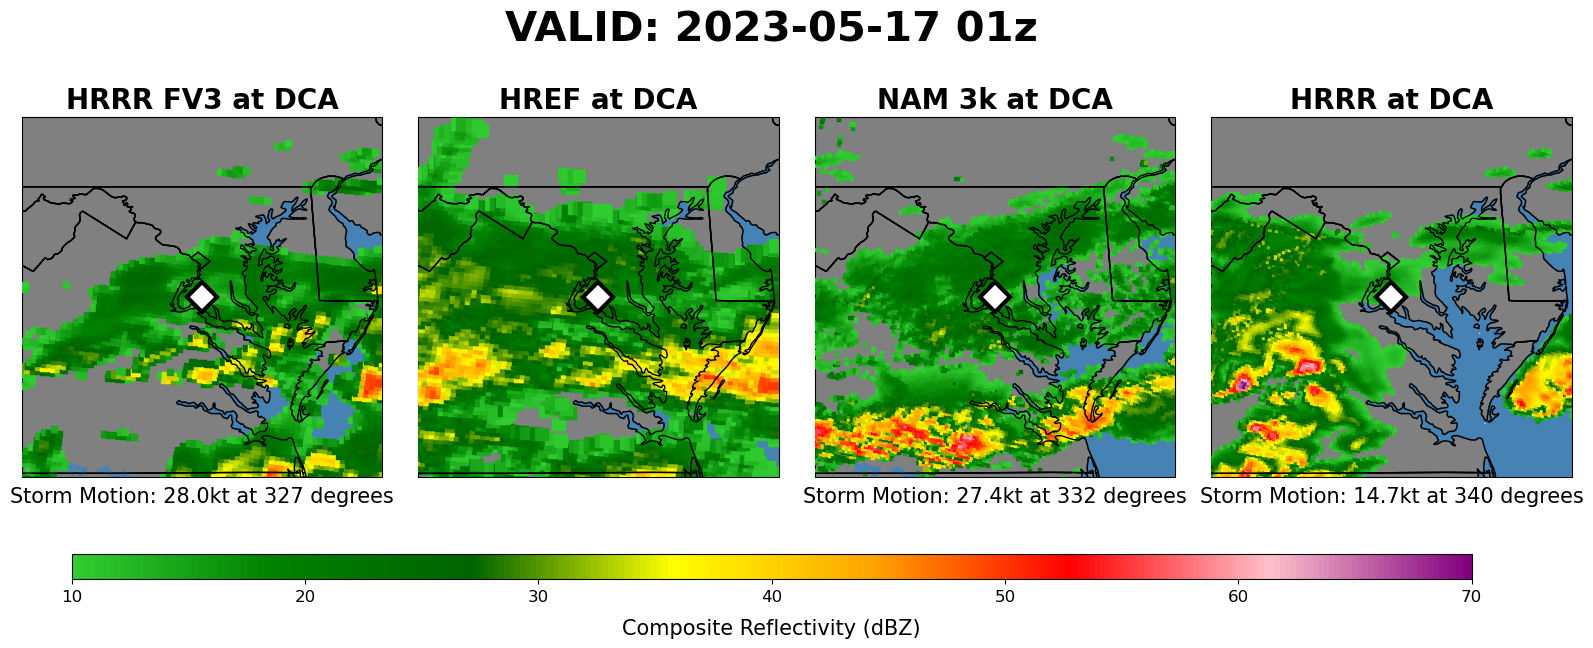 VALID: 2023-05-17 01z
HRRR FV3 at DCA
HREF at DCA
NAM 3k at DCA
HRRR at DCA
Storm Motion: 28.0kt at 327 degrees
Storm Motion: 27.4kt at 332 degrees
Storm Motion: 14.7kt at 340 degrees
10 20 30 40 50 60 70
Composite Reflectivity (dBZ)